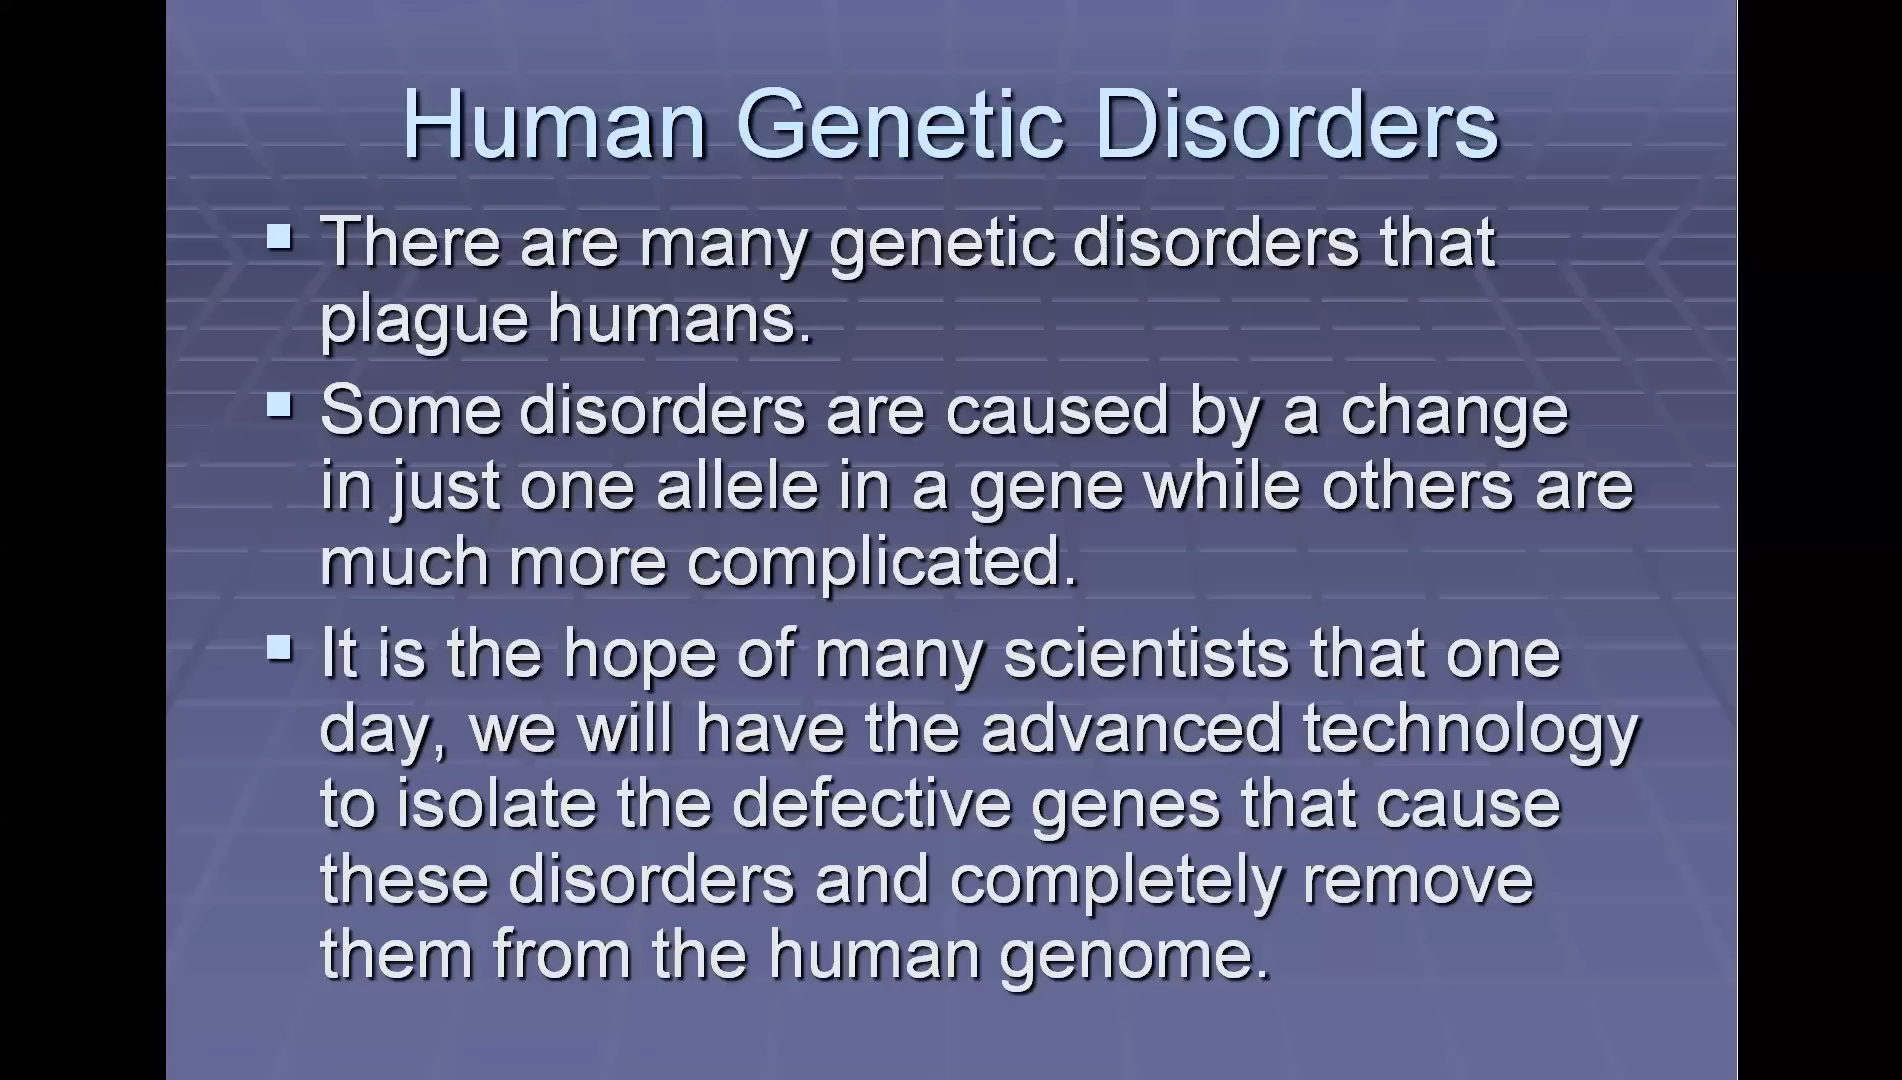 Human Genetic Disorders
There are many genetic disorders that
plague humans.
Some disorders are caused by a change
in just one allele in a gene while others are
much more complicated.
It is the hope of many scientists that one
day, we will have the advanced technology
to isolate the defective genes that cause
these disorders and completely remove
them from the human genome.